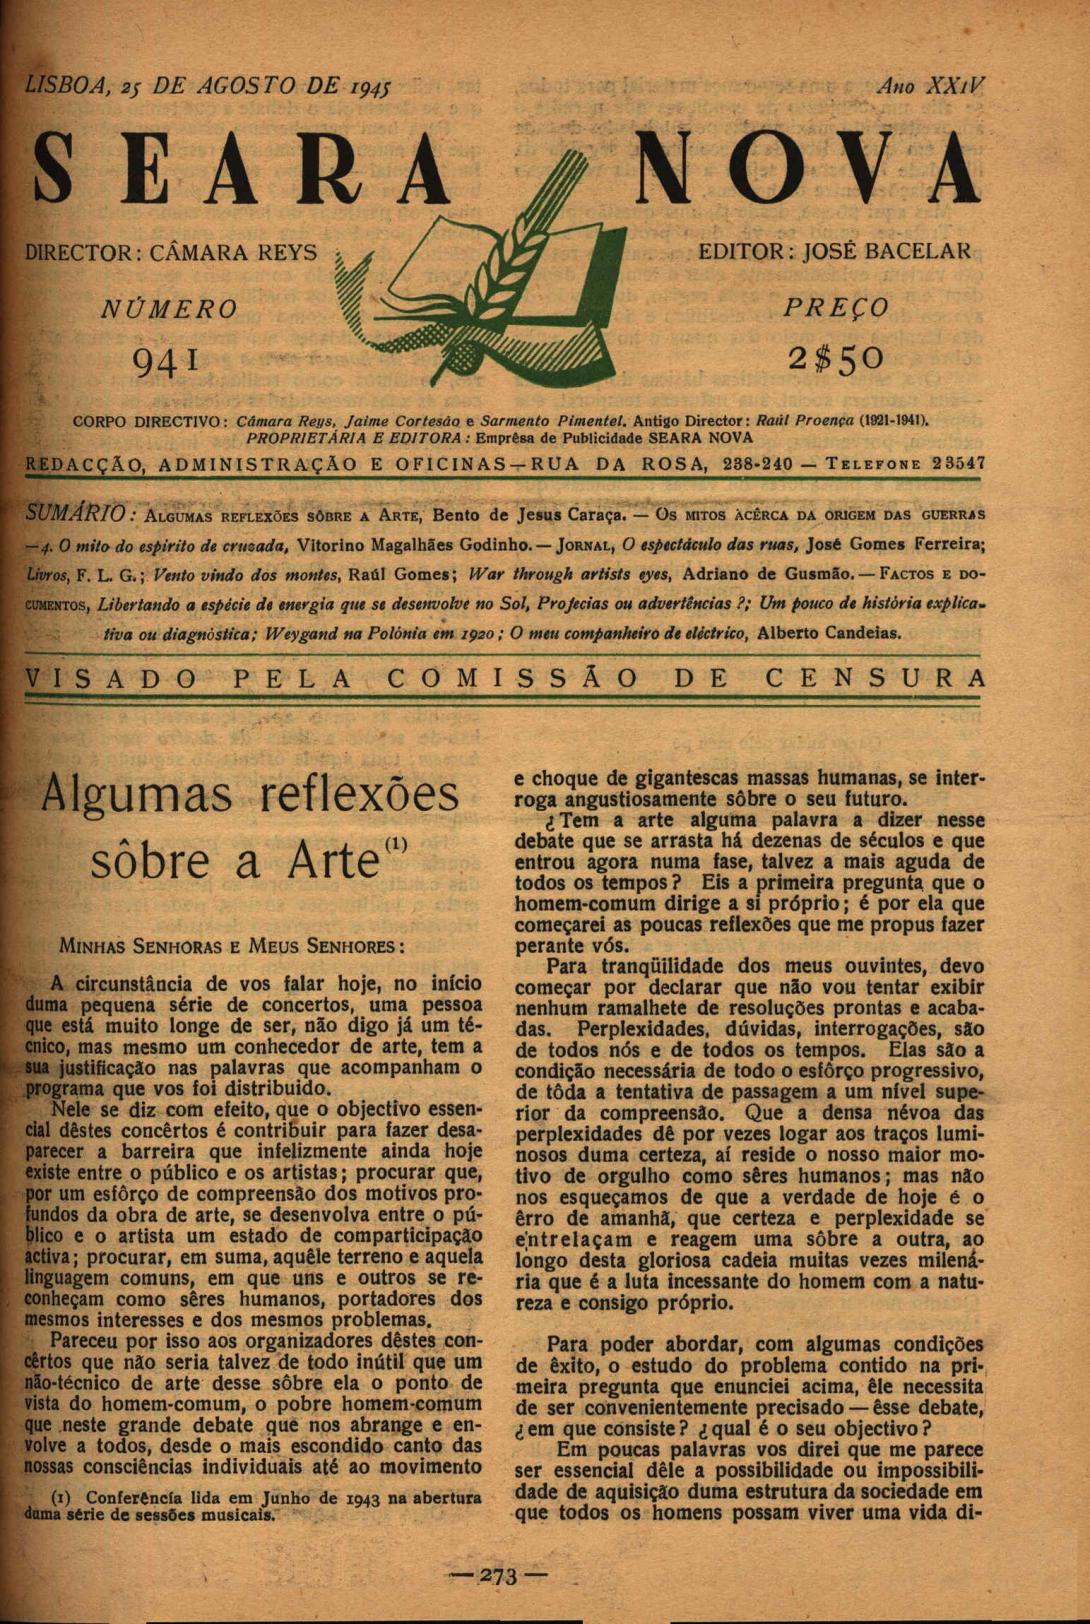 LISBOA, 25 DE AGOSTO DE 1945
Ano XXIV
SEARA NOVA
DIRECTOR: CÂMARA REYS
EDITOR: JOSÉ BACELAR
NÚMERO
941
PREÇO
2$50
CORPO DIRECTIVO: Câmara Reys, Jaime Cortesão e Sarmento Pimentel. Antigo Director: Raúl Proença (1921-1941).
PROPRIETÁRIA E EDITORA: Emprêsa de Publicidade SEARA NOVA
REDACÇÃO, ADMINISTRAÇÃO E OFICINAS—RUA DA ROSA, 238-240 — TELEFONE 23547
SUMÁRIO: ALGUMAS REFLEXÕES SÔBRE A ARTE, Bento de Jesus Caraça. — OS MITOS ÀCÊRCA DA ORIGEM DAS GUERRAS
—4. O mito do espírito de cruzada, Vitorino Magalhães Godinho. — JORNAL, O espectáculo das ruas, José Gomes Ferreira;
Livros, F. L. G.; Vento vindo dos montes, Raúl Gomes; War through artists eyes, Adriano de Gusmão. — FACTOS E DO-
CUMENTOS, Libertando a espécie de energia que se desenvolve no Sol, Profecias ou advertências ?; Um pouco de história explica-
tiva ou diagnóstica; Weygand na Polónia em 1920; O meu companheiro de eléctrico, Alberto Candeias.
VISADO PELA COMISSÃO DE CENSURA
Algumas reflexões
sôbre a Arte (1)
MINHAS SENHORAS E MEUS SENHORES:
A circunstância de vos falar hoje, no início
duma pequena série de concertos, uma pessoa
que está muito longe de ser, não digo já um té-
cnico, mas mesmo um conhecedor de arte, tem a
sua justificação nas palavras que acompanham o
programa que vos foi distribuido.
Nele se diz com efeito, que o objectivo essen-
cial dêstes concêrtos é contribuir para fazer desa-
parecer a barreira que infelizmente ainda hoje
existe entre o público e os artistas; procurar que,
por um esfôrço de compreensão dos motivos pro-
fundos da obra de arte, se desenvolva entre o pú-
blico e o artista um estado de comparticipação
activa; procurar, em suma, aquêle terreno e aquela
linguagem comuns, em que uns e outros se re-
conheçam como sêres humanos, portadores dos
mesmos interesses e dos mesmos problemas.
Pareceu por isso aos organizadores dêstes con-
cêrtos que não seria talvez de todo inútil que um
não-técnico de arte desse sôbre ela o ponto de
vista do homem-comum, o pobre homem-comum
que neste grande debate que nos abrange e en-
volve a todos, desde o mais escondido canto das
nossas consciências individuais até ao movimento
(1) Conferência lida em Junho de 1943 na abertura
duma série de sessões musicais.
e choque de gigantescas massas humanas, se inter-
roga angustiosamente sôbre o seu futuro.
¿Tem a arte alguma palavra a dizer nesse
debate que se arrasta há dezenas de séculos e que
entrou agora numa fase, talvez a mais aguda de
todos os tempos? Eis a primeira pregunta que o
homem-comum dirige a si próprio; é por ela que
começarei as poucas reflexões que me propus fazer
perante vós.
Para tranqüilidade dos meus ouvintes, devo
começar por declarar que não vou tentar exibir
nenhum ramalhete de resoluções prontas e acaba-
das. Perplexidades, dúvidas, interrogações, são
de todos nós e de todos os tempos. Elas são a
condição necessária de todo o esfôrço progressivo,
de tôda a tentativa de passagem a um nível supe-
rior da compreensão. Que a densa névoa das
perplexidades dê por vezes logar aos traços lumi-
nosos duma certeza, aí reside o nosso maior mo-
tivo de orgulho como sêres humanos; mas não
nos esqueçamos de que a verdade de hoje é o
êrro de amanhã, que certeza e perplexidade se
entrelaçam e reagem uma sôbre a outra, ao
longo desta gloriosa cadeia muitas vezes milená-
ria que é a luta incessante do homem com a natu-
reza e consigo próprio.
Para poder abordar, com algumas condições
de êxito, o estudo do problema contido na pri-
meira pregunta que enunciei acima, êle necessita
de ser convenientemente precisado — êsse debate,
¿em que consiste? ¿qual é o seu objectivo?
Em poucas palavras vos direi que me parece
ser essencial dêle a possibilidade ou impossibili-
dade de aquisição duma estrutura da sociedade em
que todos os homens possam viver uma vida di-
— 273 —